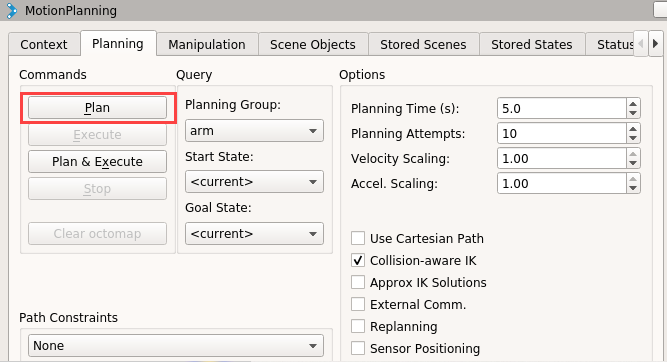 MotionPlanning
Context Planning Manipulation Scene Objects Stored Scenes Stored States Status
Commands
Plan
Execute
Plan & Execute
Stop
Clear octomap
Query
Planning Group:
arm
Start State:
<current>
Goal State:
<current>
Options
Planning Time (s): 5.0
Planning Attempts: 10
Velocity Scaling: 1.00
Accel. Scaling: 1.00
Use Cartesian Path
Collision-aware IK
Approx IK Solutions
External Comm.
Replanning
Sensor Positioning
Path Constraints
None